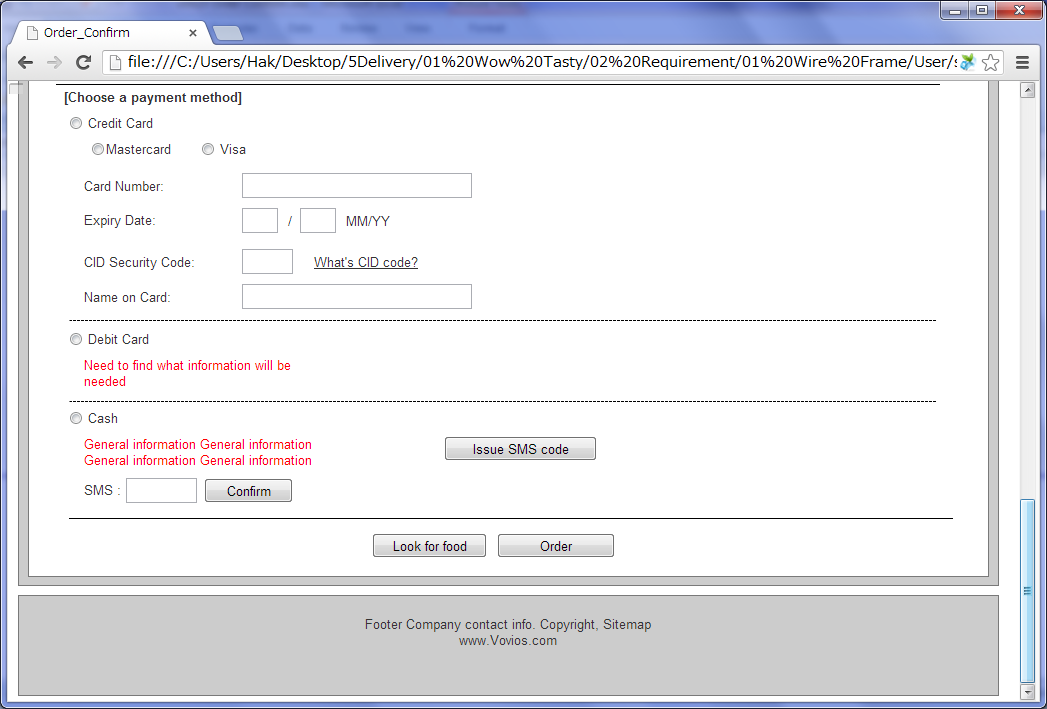 Order_Confirm
file:///C:/Users/Hak/Desktop/5Delivery/01%20Wow%20Tasty/02%20Requirement/01%20Wire%20Frame/User/s
[Choose a payment method]
Credit Card
Mastercard Visa
Card Number:
Expiry Date: / MM/YY
CID Security Code: What's CID code?
Name on Card:
Debit Card
Need to find what information will be
needed
Cash
General information General information
General information General information
Issue SMS code
SMS : Confirm
Look for food Order
Footer Company contact info. Copyright, Sitemap
www.Vovios.com